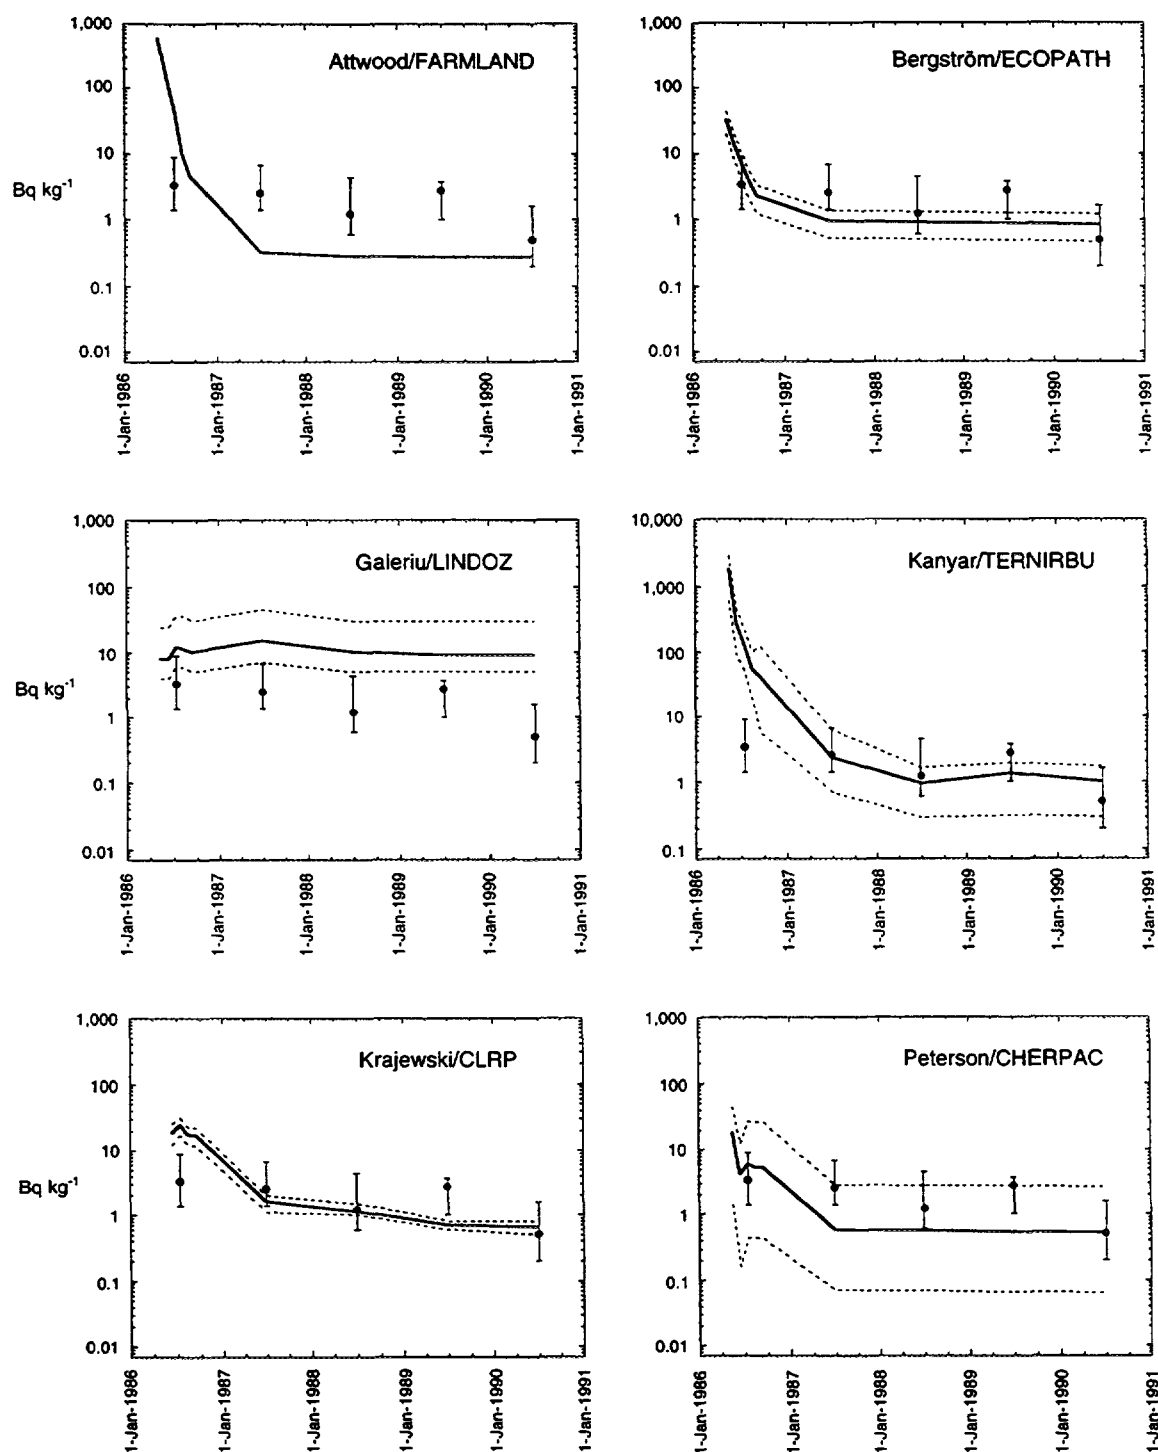 1,000
Attwood/FARMLAND
100
10
Bq kg-1
1
0.1
0.01
1-Jan-1986
1-Jan-1987
1-Jan-1988
1-Jan-1989
1-Jan-1990
1-Jan-1991
1,000
Bergström/ECOPATH
100
10
1
0.1
0.01
1-Jan-1986
1-Jan-1987
1-Jan-1988
1-Jan-1989
1-Jan-1990
1-Jan-1991
1,000
Galeriu/LINDOZ
100
10
Bq kg-1
1
0.1
0.01
1-Jan-1986
1-Jan-1987
1-Jan-1988
1-Jan-1989
1-Jan-1990
1-Jan-1991
10,000
Kanyar/TERNIRBU
1,000
100
10
1
0.1
1-Jan-1986
1-Jan-1987
1-Jan-1988
1-Jan-1989
1-Jan-1990
1-Jan-1991
1,000
Krajewski/CLRP
100
10
Bq kg-1
1
0.1
0.01
1-Jan-1986
1-Jan-1987
1-Jan-1988
1-Jan-1989
1-Jan-1990
1-Jan-1991
1,000
Peterson/CHERPAC
100
10
1
0.1
0.01
1-Jan-1986
1-Jan-1987
1-Jan-1988
1-Jan-1989
1-Jan-1990
1-Jan-1991